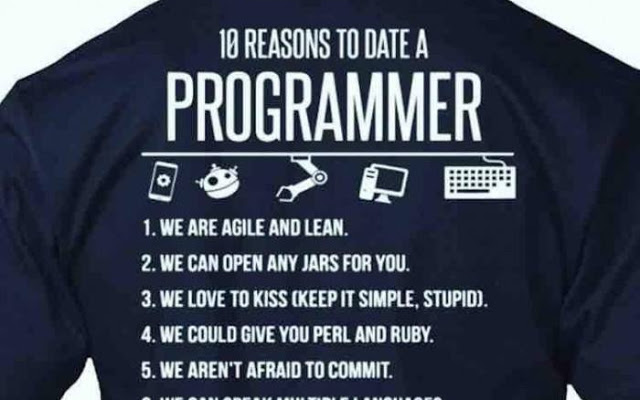 10 REASONS TO DATE A
PROGRAMMER
1. WE ARE AGILE AND LEAN.
2. WE CAN OPEN ANY JARS FOR YOU.
3. WE LOVE TO KISS (KEEP IT SIMPLE, STUPID).
4. WE COULD GIVE YOU PERL AND RUBY.
5. WE AREN'T AFRAID TO COMMIT.